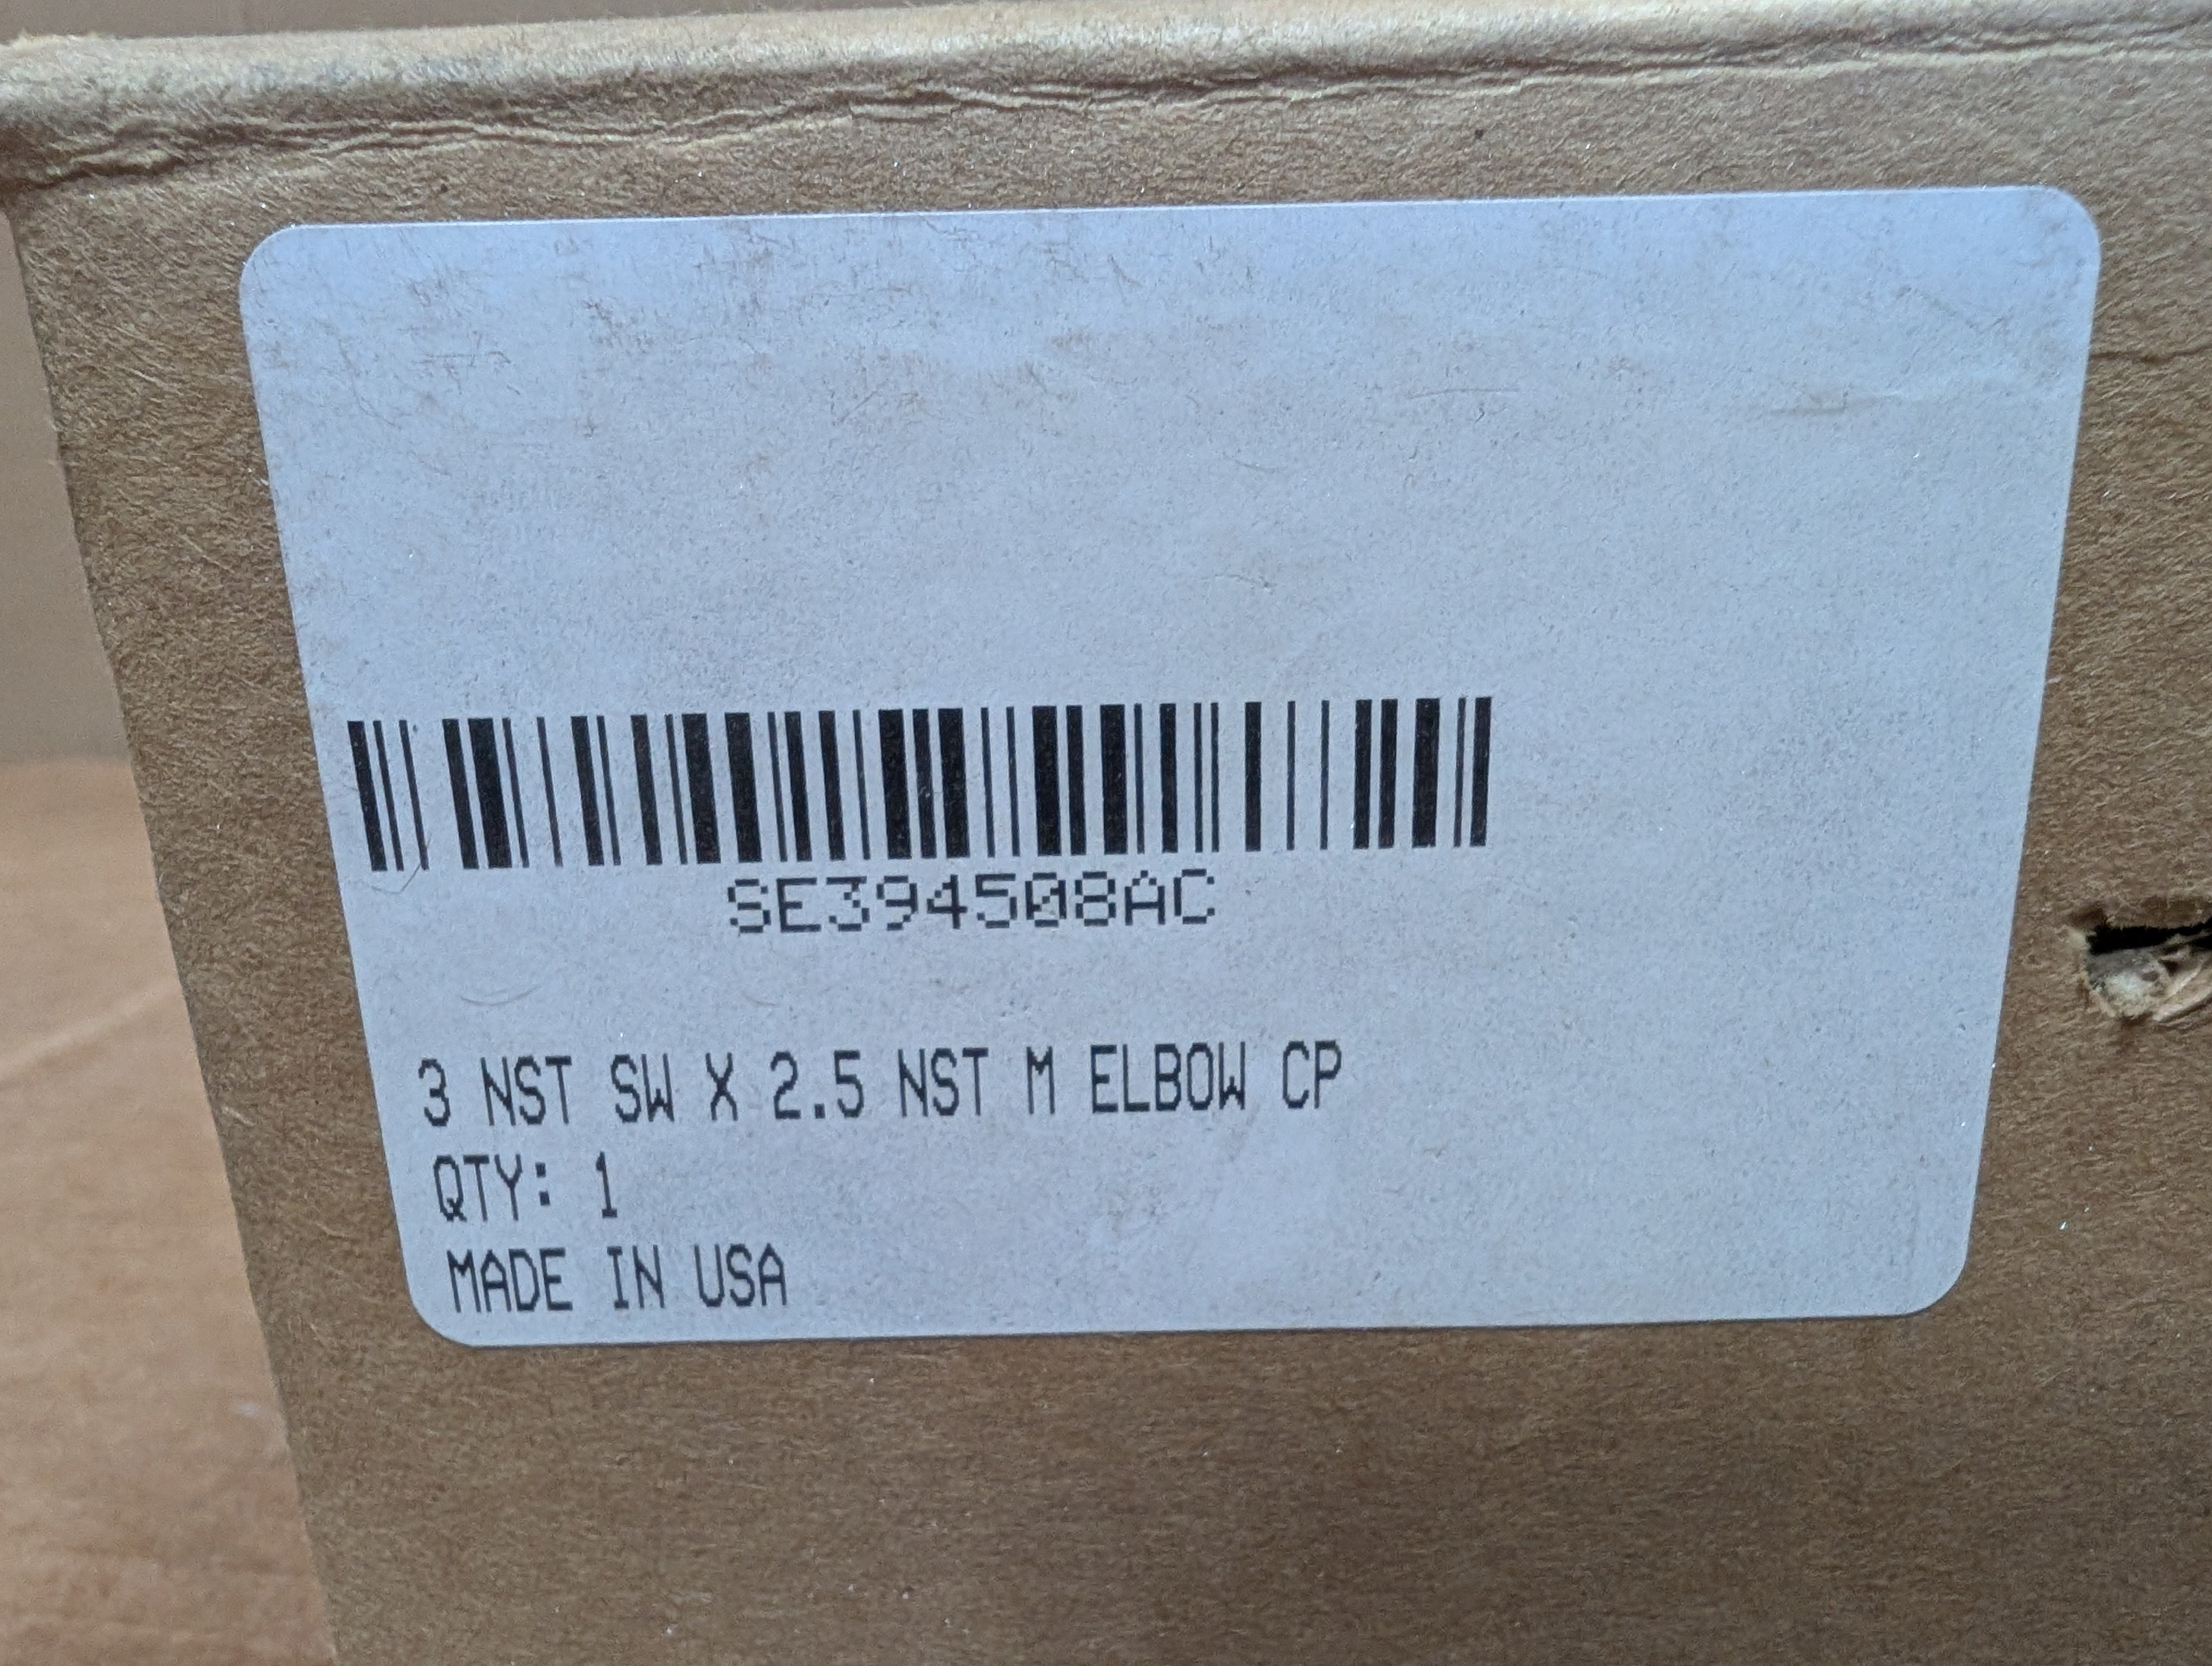 SE394508AC
3 NST SW X 2.5 NST M ELBOW CP
QTY: 1
MADE IN USA